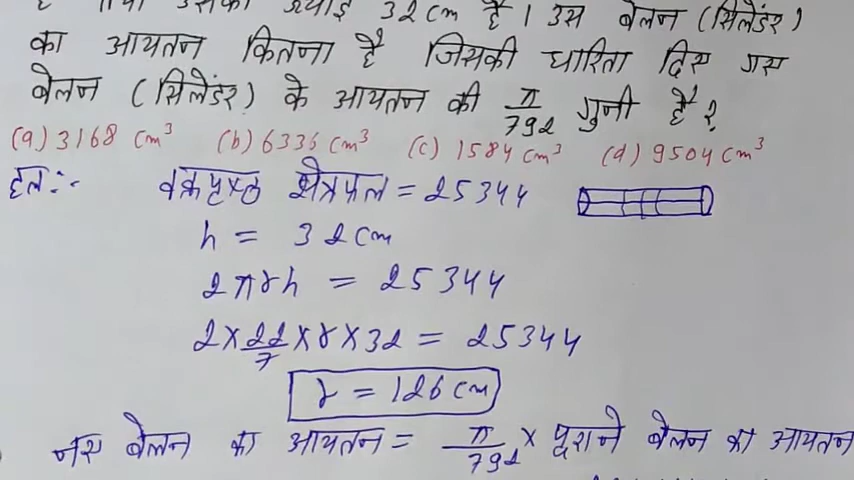 है तथा उसकी ऊंचाई 32 cm है। उस बेलन (सिलेंडर)
का आयतन कितना है जिसकी धारिता दिए गए
बेलन (सिलेंडर) के आयतन की π/792 गुनी है?
(a) 3168 cm³ (b) 6336 cm³ (c) 1584 cm³ (d) 9504 cm³
हल:- वक्रपृष्ठ क्षेत्रफल = 25344
h = 32 cm
2πrh = 25344
2 × 22/7 × r × 32 = 25344
r = 126 cm
नए बेलन का आयतन = π/792 × पूराने बेलन का आयतन